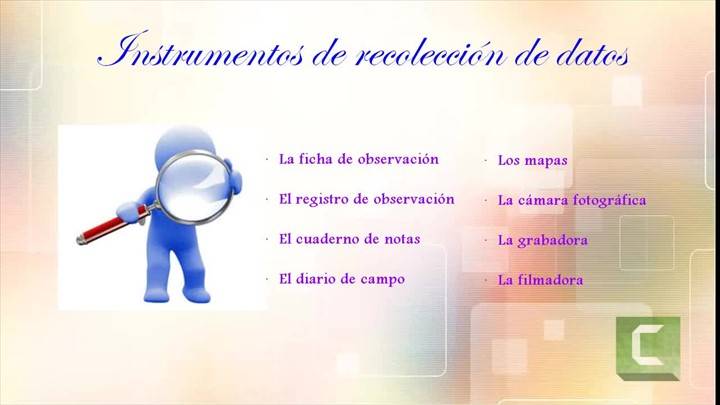 Instrumentos de recolección de datos
· La ficha de observación
· El registro de observación
· El cuaderno de notas
· El diario de campo
· Los mapas
· La cámara fotográfica
· La grabadora
· La filmadora
C